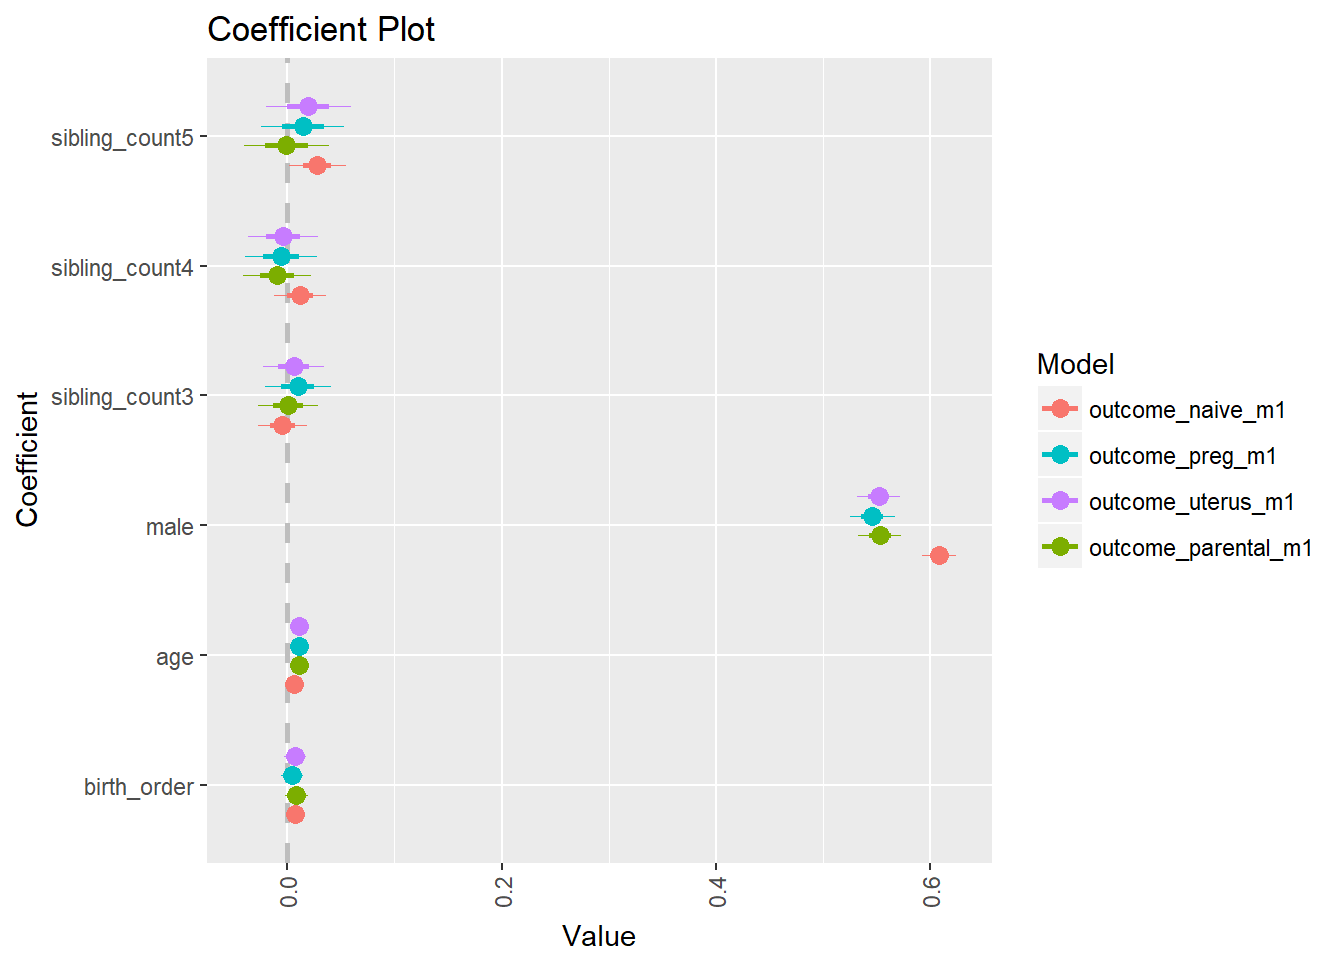 Coefficient Plot
sibling_count5
sibling_count4
sibling_count3
male
age
birth_order
Coefficient
0.0
0.2
0.4
0.6
Value
Model
outcome_naive_m1
outcome_preg_m1
outcome_uterus_m1
outcome_parental_m1